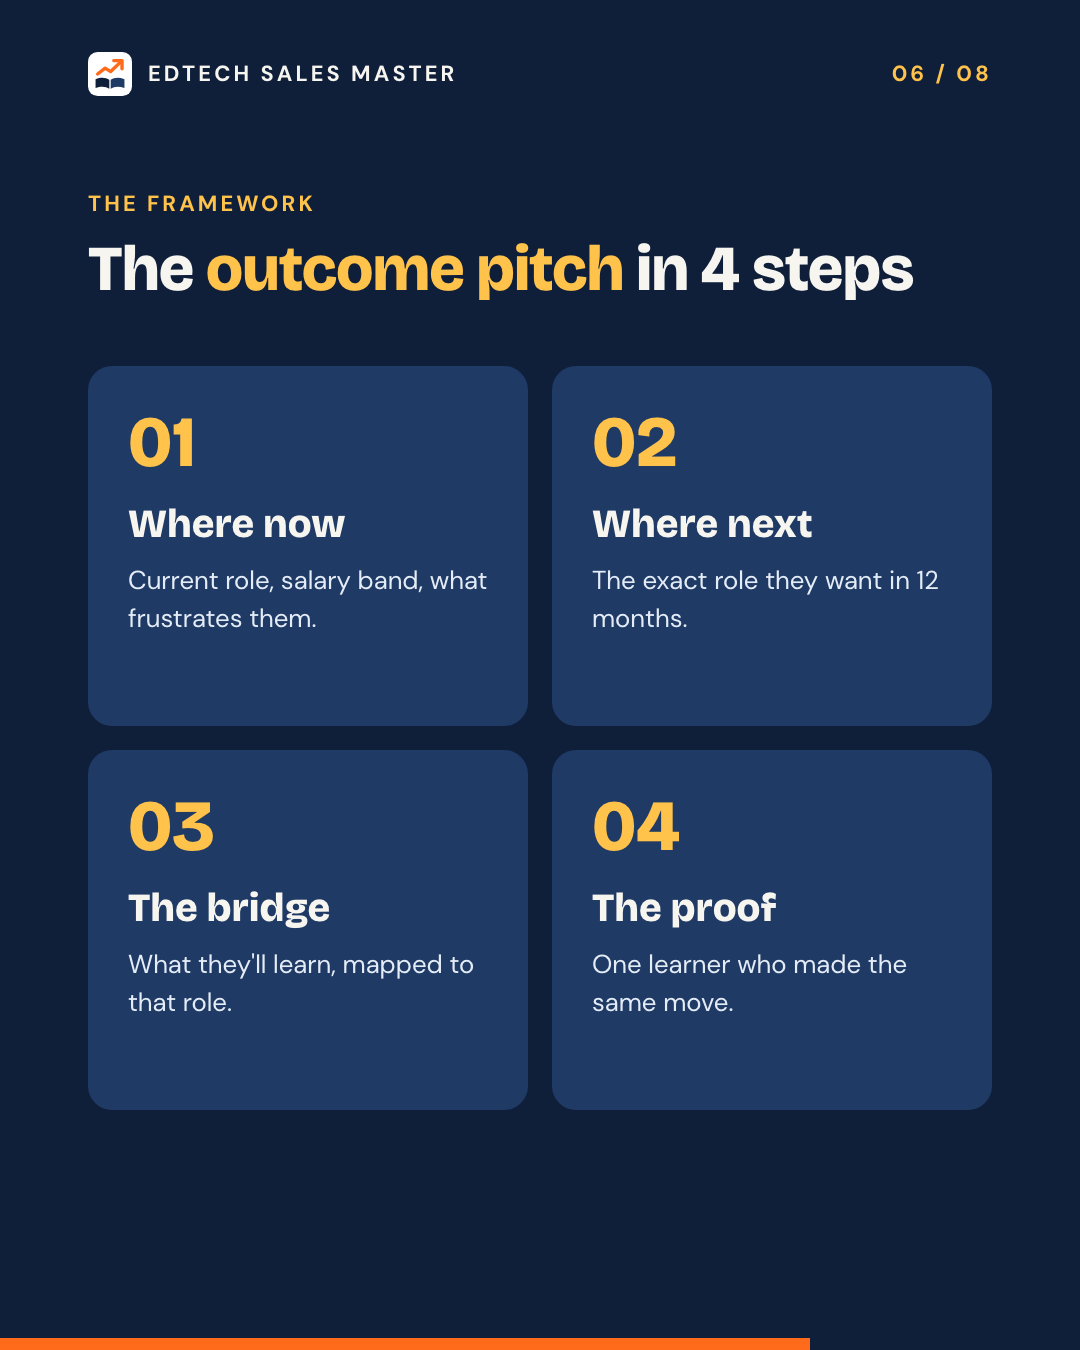 EDTECH SALES MASTER
06 / 08
THE FRAMEWORK
The outcome pitch in 4 steps
01
Where now
Current role, salary band, what
frustrates them.
02
Where next
The exact role they want in 12
months.
03
The bridge
What they'll learn, mapped to
that role.
04
The proof
One learner who made the
same move.